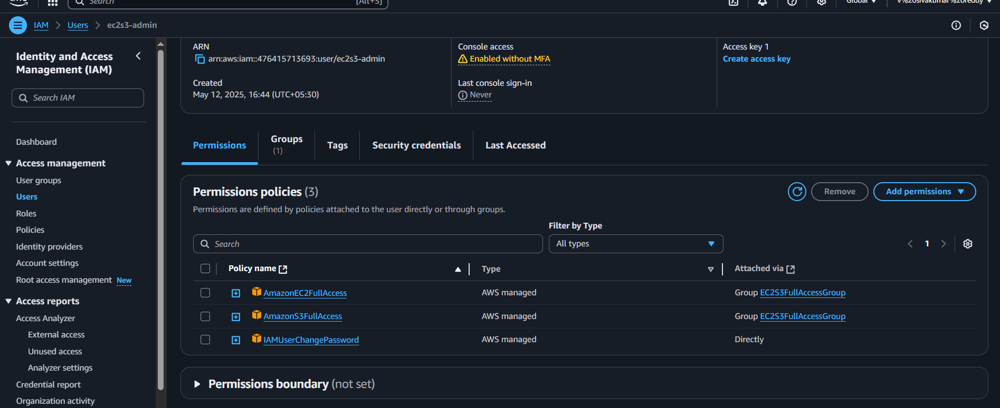 Search
[Alt+S]
Global
IAM > Users > ec2s3-admin
Identity and Access
Management (IAM)
Search IAM
Dashboard
Access management
User groups
Users
Roles
Policies
Identity providers
Account settings
Root access management New
Access reports
Access Analyzer
External access
Unused access
Analyzer settings
Credential report
Organization activity
ARN
arn:aws:iam::476415713693:user/ec2s3-admin
Created
May 12, 2025, 16:44 (UTC+05:30)
Console access
Enabled without MFA
Last console sign-in
Never
Access key 1
Create access key
Permissions
Groups
(1)
Tags
Security credentials
Last Accessed
Permissions policies (3)
Remove
Add permissions
Permissions are defined by policies attached to the user directly or through groups.
Filter by Type
Search
All types
1
Policy name Type Attached via
AmazonEC2FullAccess AWS managed Group EC2S3FullAccessGroup
AmazonS3FullAccess AWS managed Group EC2S3FullAccessGroup
IAMUserChangePassword AWS managed Directly
Permissions boundary (not set)